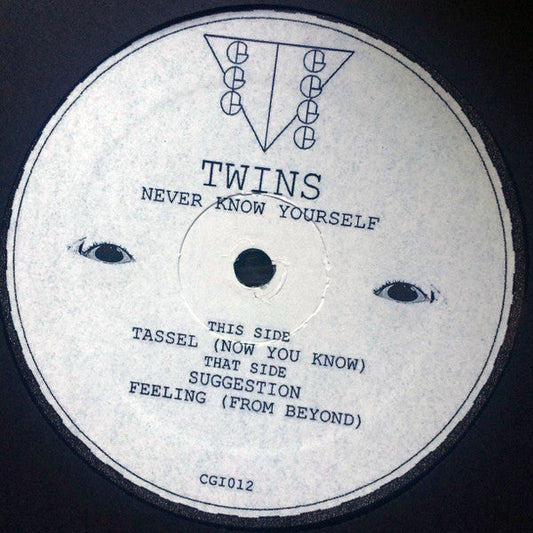 TWINS
NEVER KNOW YOURSELF
THIS SIDE
TASSEL (NOW YOU KNOW)
THAT SIDE
SUGGESTION
FEELING (FROM BEYOND)
CGI012